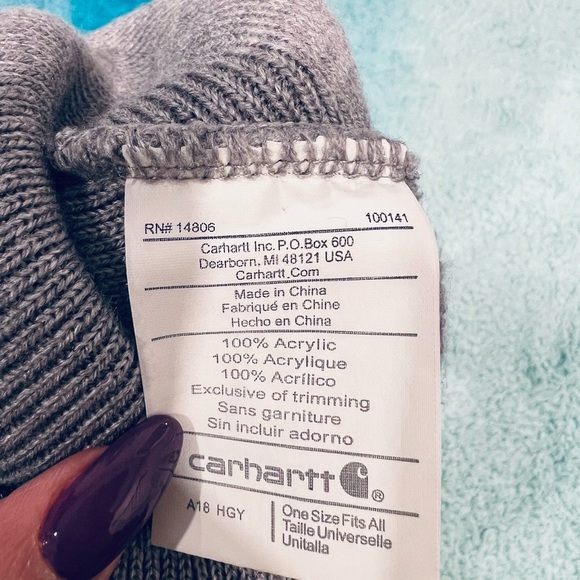 RN# 14806 100141
Carhartt Inc. P.O.Box 600
Dearborn, MI 48121 USA
Carhartt.Com
Made in China
Fabriqué en Chine
Hecho en China
100% Acrylic
100% Acrylique
100% Acrílico
Exclusive of trimming
Sans garniture
Sin incluir adorno
carhartt ®
A18 HGY
One Size Fits All
Taille Universelle
Unitalla